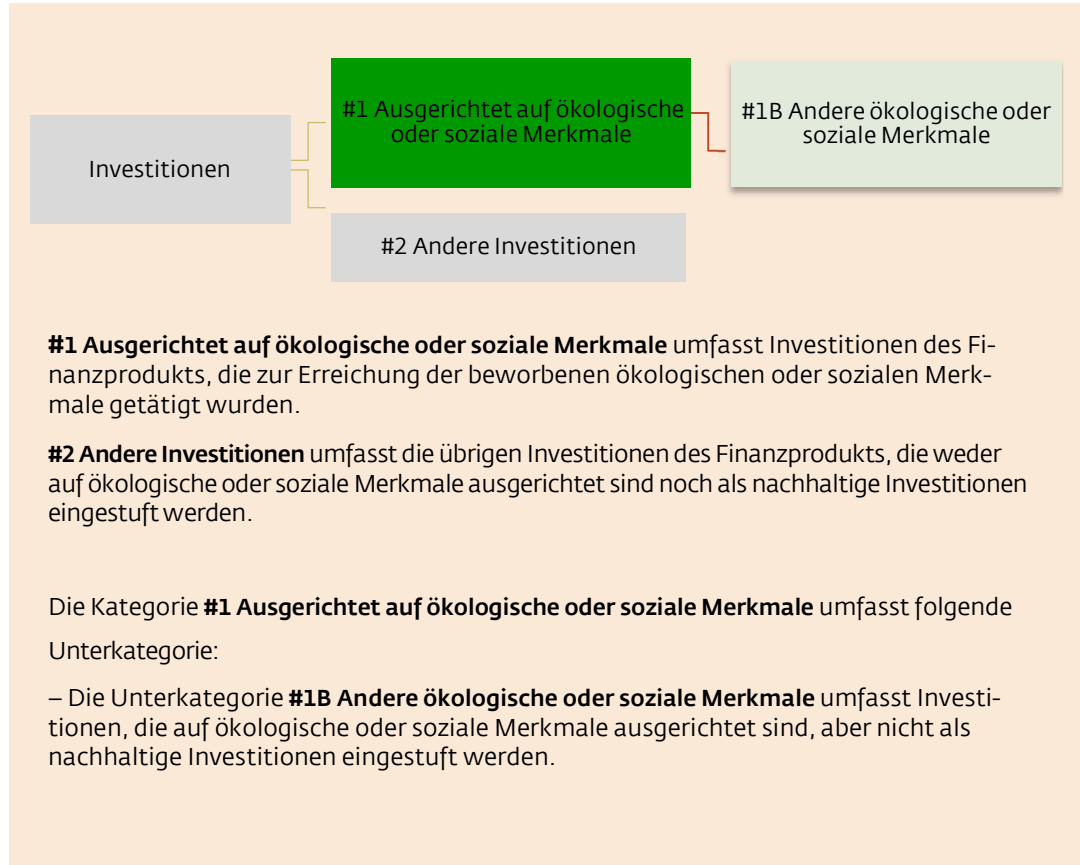 #1 Ausgerichtet auf ökologische
oder soziale Merkmale
#1B Andere ökologische oder
soziale Merkmale
Investitionen
#2 Andere Investitionen
#1 Ausgerichtet auf ökologische oder soziale Merkmale umfasst Investitionen des Fi-
nanzprodukts, die zur Erreichung der beworbenen ökologischen oder sozialen Merk-
male getätigt wurden.
#2 Andere Investitionen umfasst die übrigen Investitionen des Finanzprodukts, die weder
auf ökologische oder soziale Merkmale ausgerichtet sind noch als nachhaltige Investitionen
eingestuft werden.
Die Kategorie #1 Ausgerichtet auf ökologische oder soziale Merkmale umfasst folgende
Unterkategorie:
– Die Unterkategorie #1B Andere ökologische oder soziale Merkmale umfasst Investi-
tionen, die auf ökologische oder soziale Merkmale ausgerichtet sind, aber nicht als
nachhaltige Investitionen eingestuft werden.